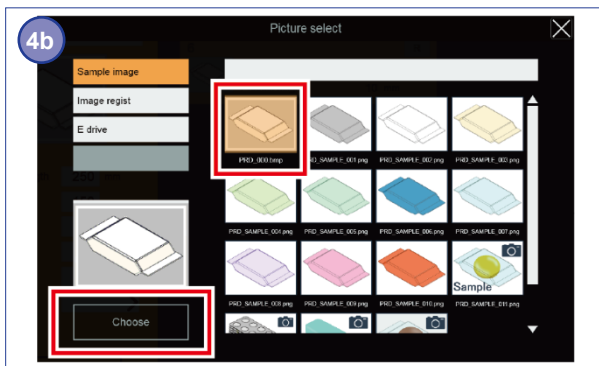 4b
Picture select
Sample image
Image regist
E drive
Choose
PRD_000.bmp
PRD_SAMPLE_001.png
PRD_SAMPLE_002.png
PRD_SAMPLE_003.png
PRD_SAMPLE_004.png
PRD_SAMPLE_005.png
PRD_SAMPLE_006.png
PRD_SAMPLE_007.png
Sample
PRD_SAMPLE_008.png
PRD_SAMPLE_009.png
PRD_SAMPLE_010.png
PRD_SAMPLE_011.png